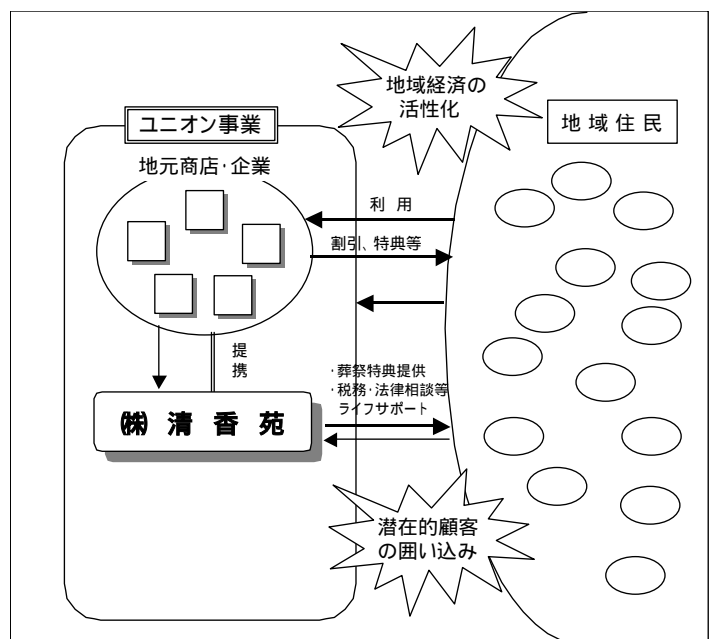 地域経済の
活性化
ユニオン事業
地域住民
地元商店･企業
利用
割引、特典等
提
携
･葬祭特典提供
･税務･法律相談等
ライフサポート
㈱清香苑
潜在的顧客
の囲い込み